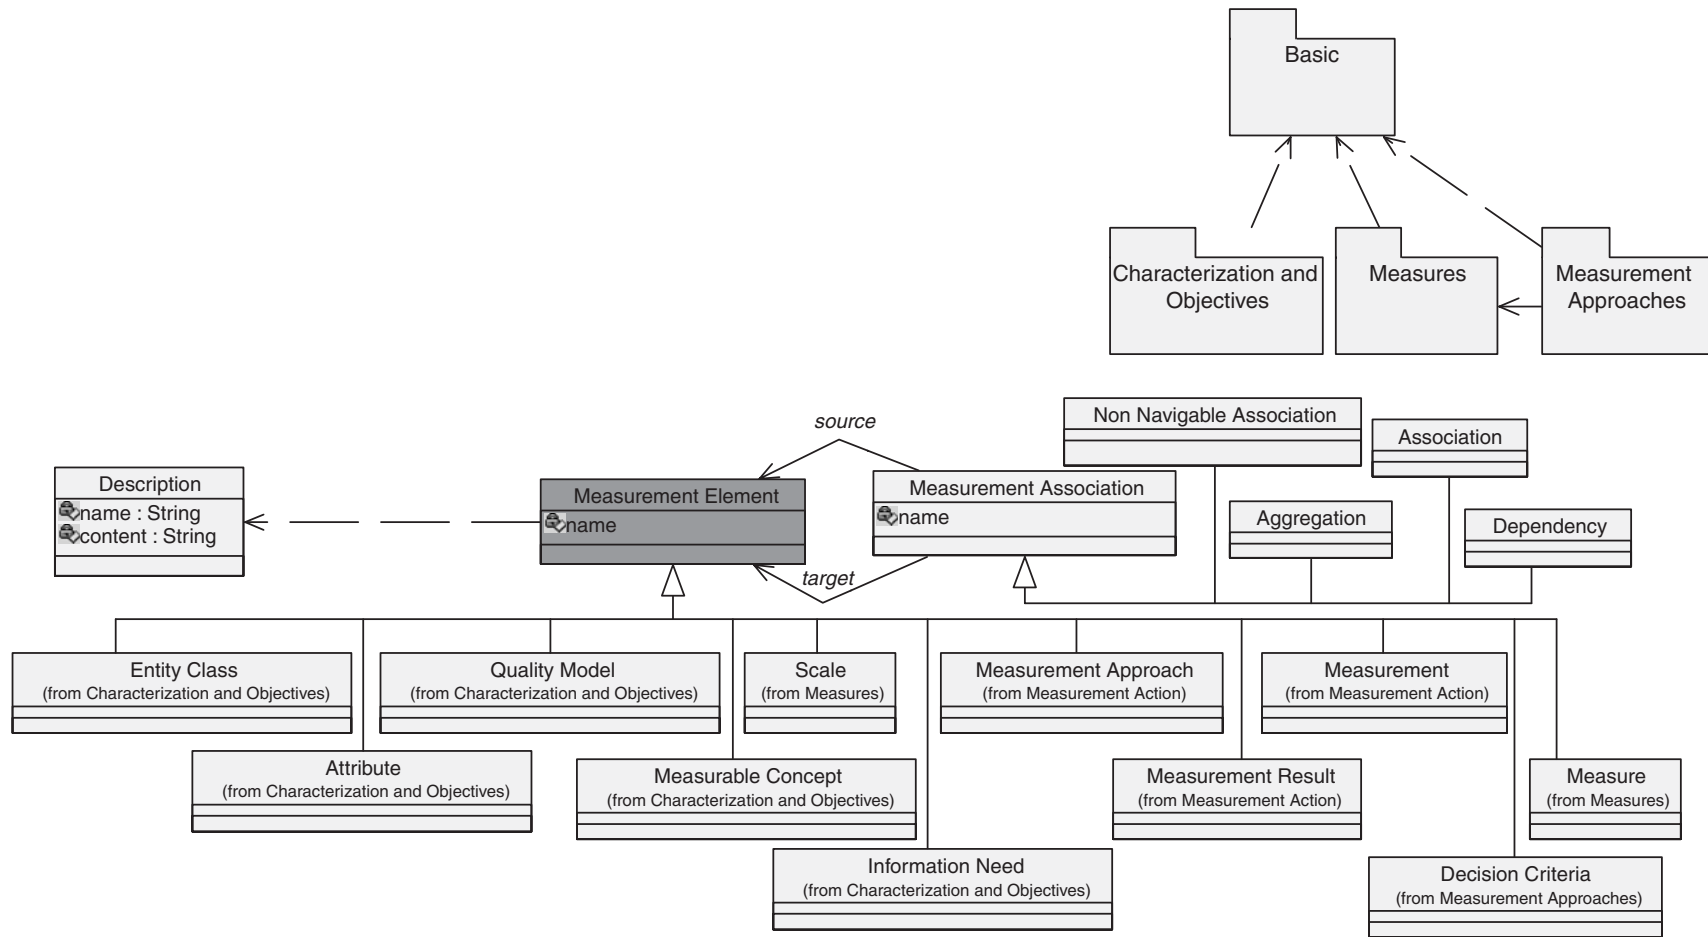 Basic
Characterization and
Objectives
Measures
Measurement
Approaches
source
Non Navigable Association
Association
Description
name : String
content : String
Measurement Element
name
Measurement Association
name
Aggregation
Dependency
target
Entity Class
(from Characterization and Objectives)
Quality Model
(from Characterization and Objectives)
Scale
(from Measures)
Measurement Approach
(from Measurement Action)
Measurement
(from Measurement Action)
Attribute
(from Characterization and Objectives)
Measurable Concept
(from Characterization and Objectives)
Measurement Result
(from Measurement Action)
Measure
(from Measures)
Information Need
(from Characterization and Objectives)
Decision Criteria
(from Measurement Approaches)